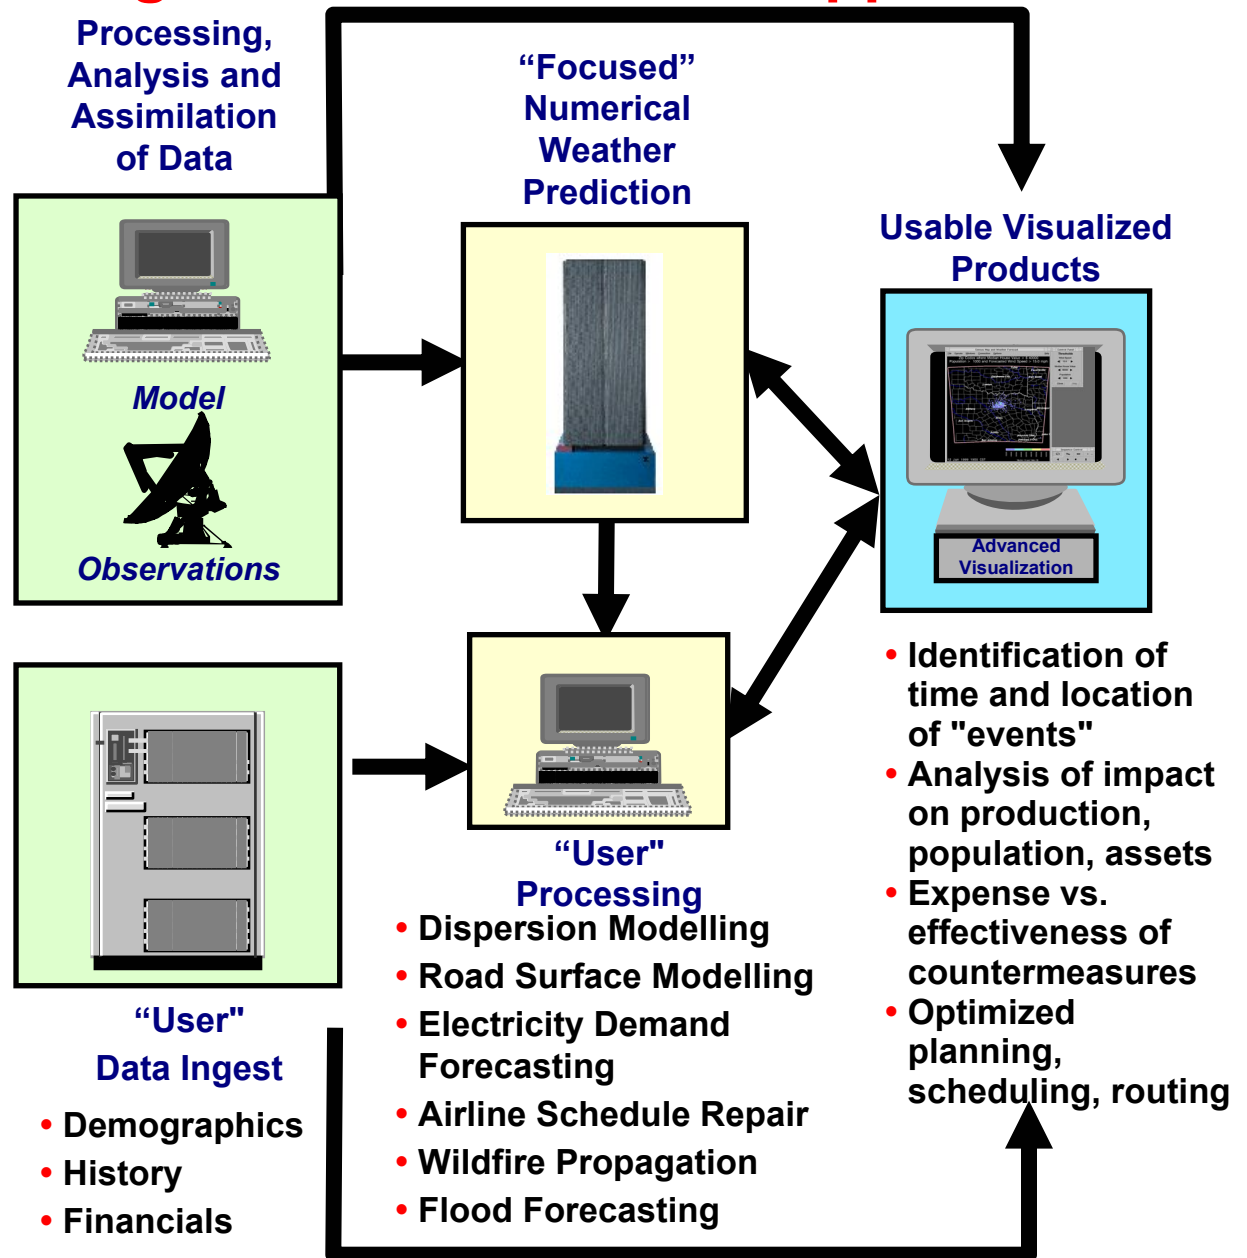 Processing,
Analysis and
Assimilation
of Data
“Focused”
Numerical
Weather
Prediction
Usable Visualized
Products
Model
Observations
Advanced
Visualization
“User"
Processing
• Dispersion Modelling
• Road Surface Modelling
• Electricity Demand
Forecasting
• Airline Schedule Repair
• Wildfire Propagation
• Flood Forecasting
“User"
Data Ingest
• Demographics
• History
• Financials
• Identification of
time and location
of "events"
• Analysis of impact
on production,
population, assets
• Expense vs.
effectiveness of
countermeasures
• Optimized
planning,
scheduling, routing